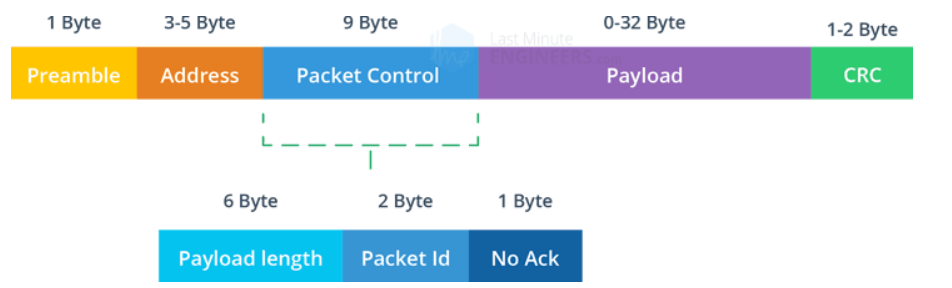 1 Byte 3-5 Byte 9 Byte 0-32 Byte 1-2 Byte
Last Minute
ENGINEERS.com
Preamble Address Packet Control Payload CRC
6 Byte 2 Byte 1 Byte
Payload length Packet Id No Ack